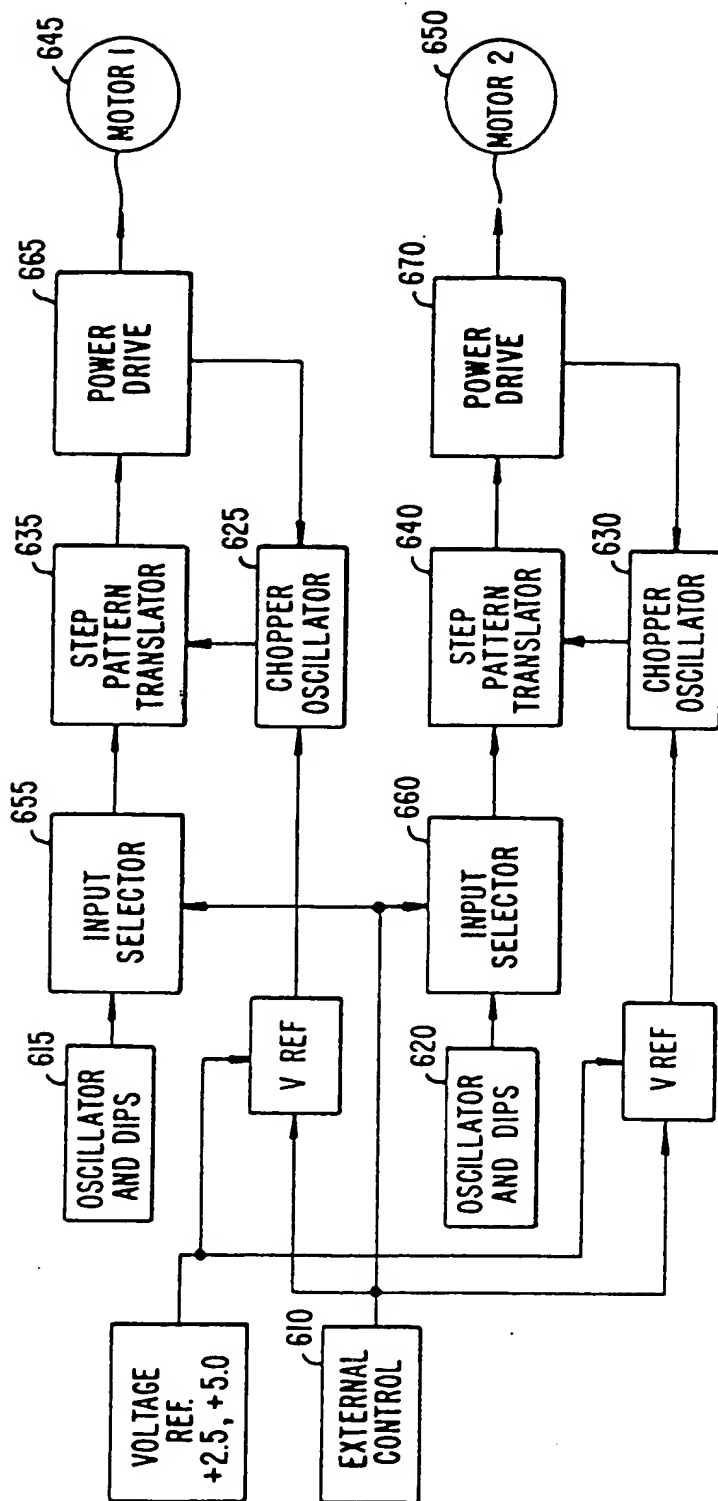 645
MOTOR 1
665
POWER
DRIVE
635
STEP
PATTERN
TRANSLATOR
625
CHOPPER
OSCILLATOR
655
INPUT
SELECTOR
615
OSCILLATOR
AND DIPS
V REF
VOLTAGE
REF.
+2.5, +5.0
610
EXTERNAL
CONTROL
650
MOTOR 2
670
POWER
DRIVE
640
STEP
PATTERN
TRANSLATOR
630
CHOPPER
OSCILLATOR
660
INPUT
SELECTOR
620
OSCILLATOR
AND DIPS
V REF